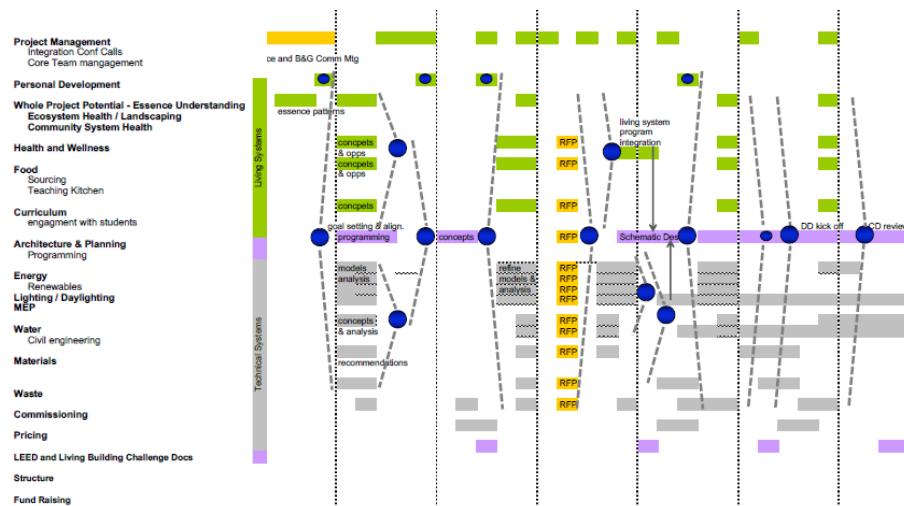 Project Management
Integration Conf Calls
Core Team mangagement
ce and B&G Comm Mtg
Personal Development
Whole Project Potential - Essence Understanding
Ecosystem Health / Landscaping
Community System Health
essence patterns
living system
program
integration
Health and Wellness
concpets
& opps
RFP
concpets
& opps
RFP
Food
Sourcing
Teaching Kitchen
Living Systems
Curriculum
engagment with students
concpets
RFP
goal setting & align.
DD kick off
CD review
Architecture & Planning
Programming
programming
concepts
RFP
Schematic Des
Energy
Renewables
Lighting / Daylighting
MEP
models
analysis
refine
models &
analysis
RFP
RFP
RFP
RFP
Water
Civil engineering
concepts
& analysis
RFP
RFP
Technical Systems
Materials
recommendations
RFP
Waste
RFP
Commissioning
RFP
Pricing
LEED and Living Building Challenge Docs
Structure
Fund Raising